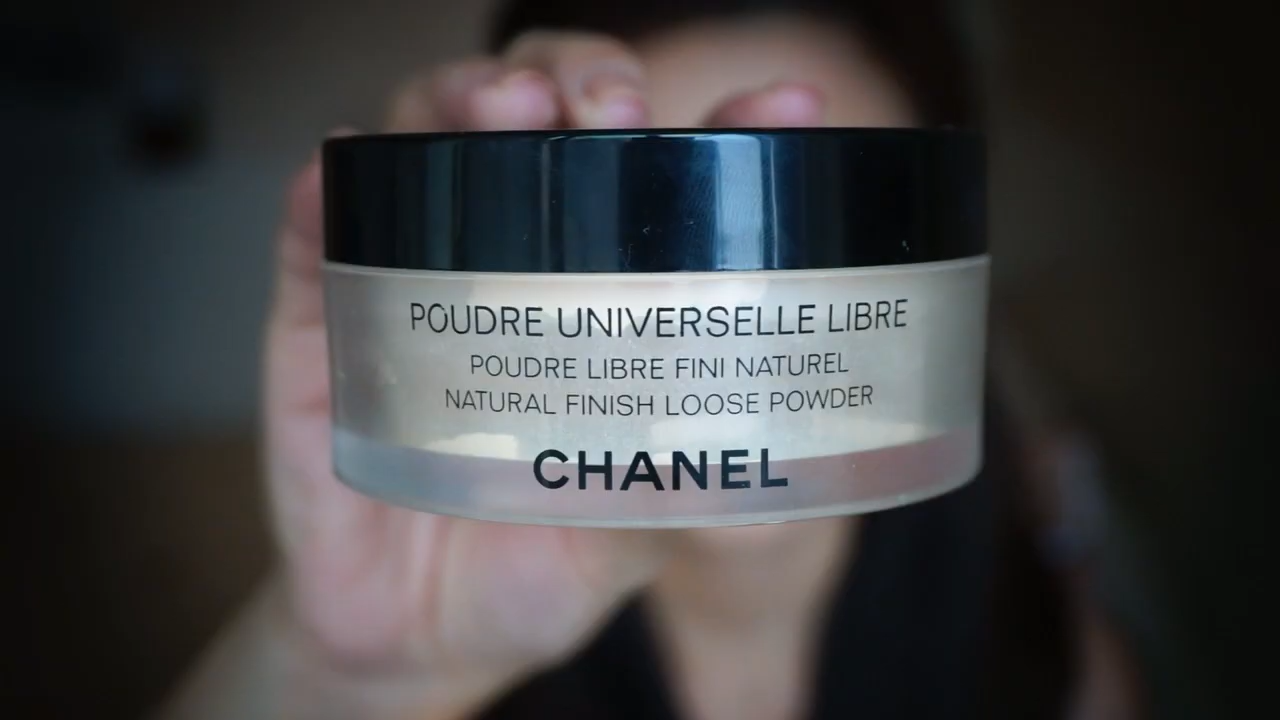 POUDRE UNIVERSELLE LIBRE
POUDRE LIBRE FINI NATUREL
NATURAL FINISH LOOSE POWDER
CHANEL